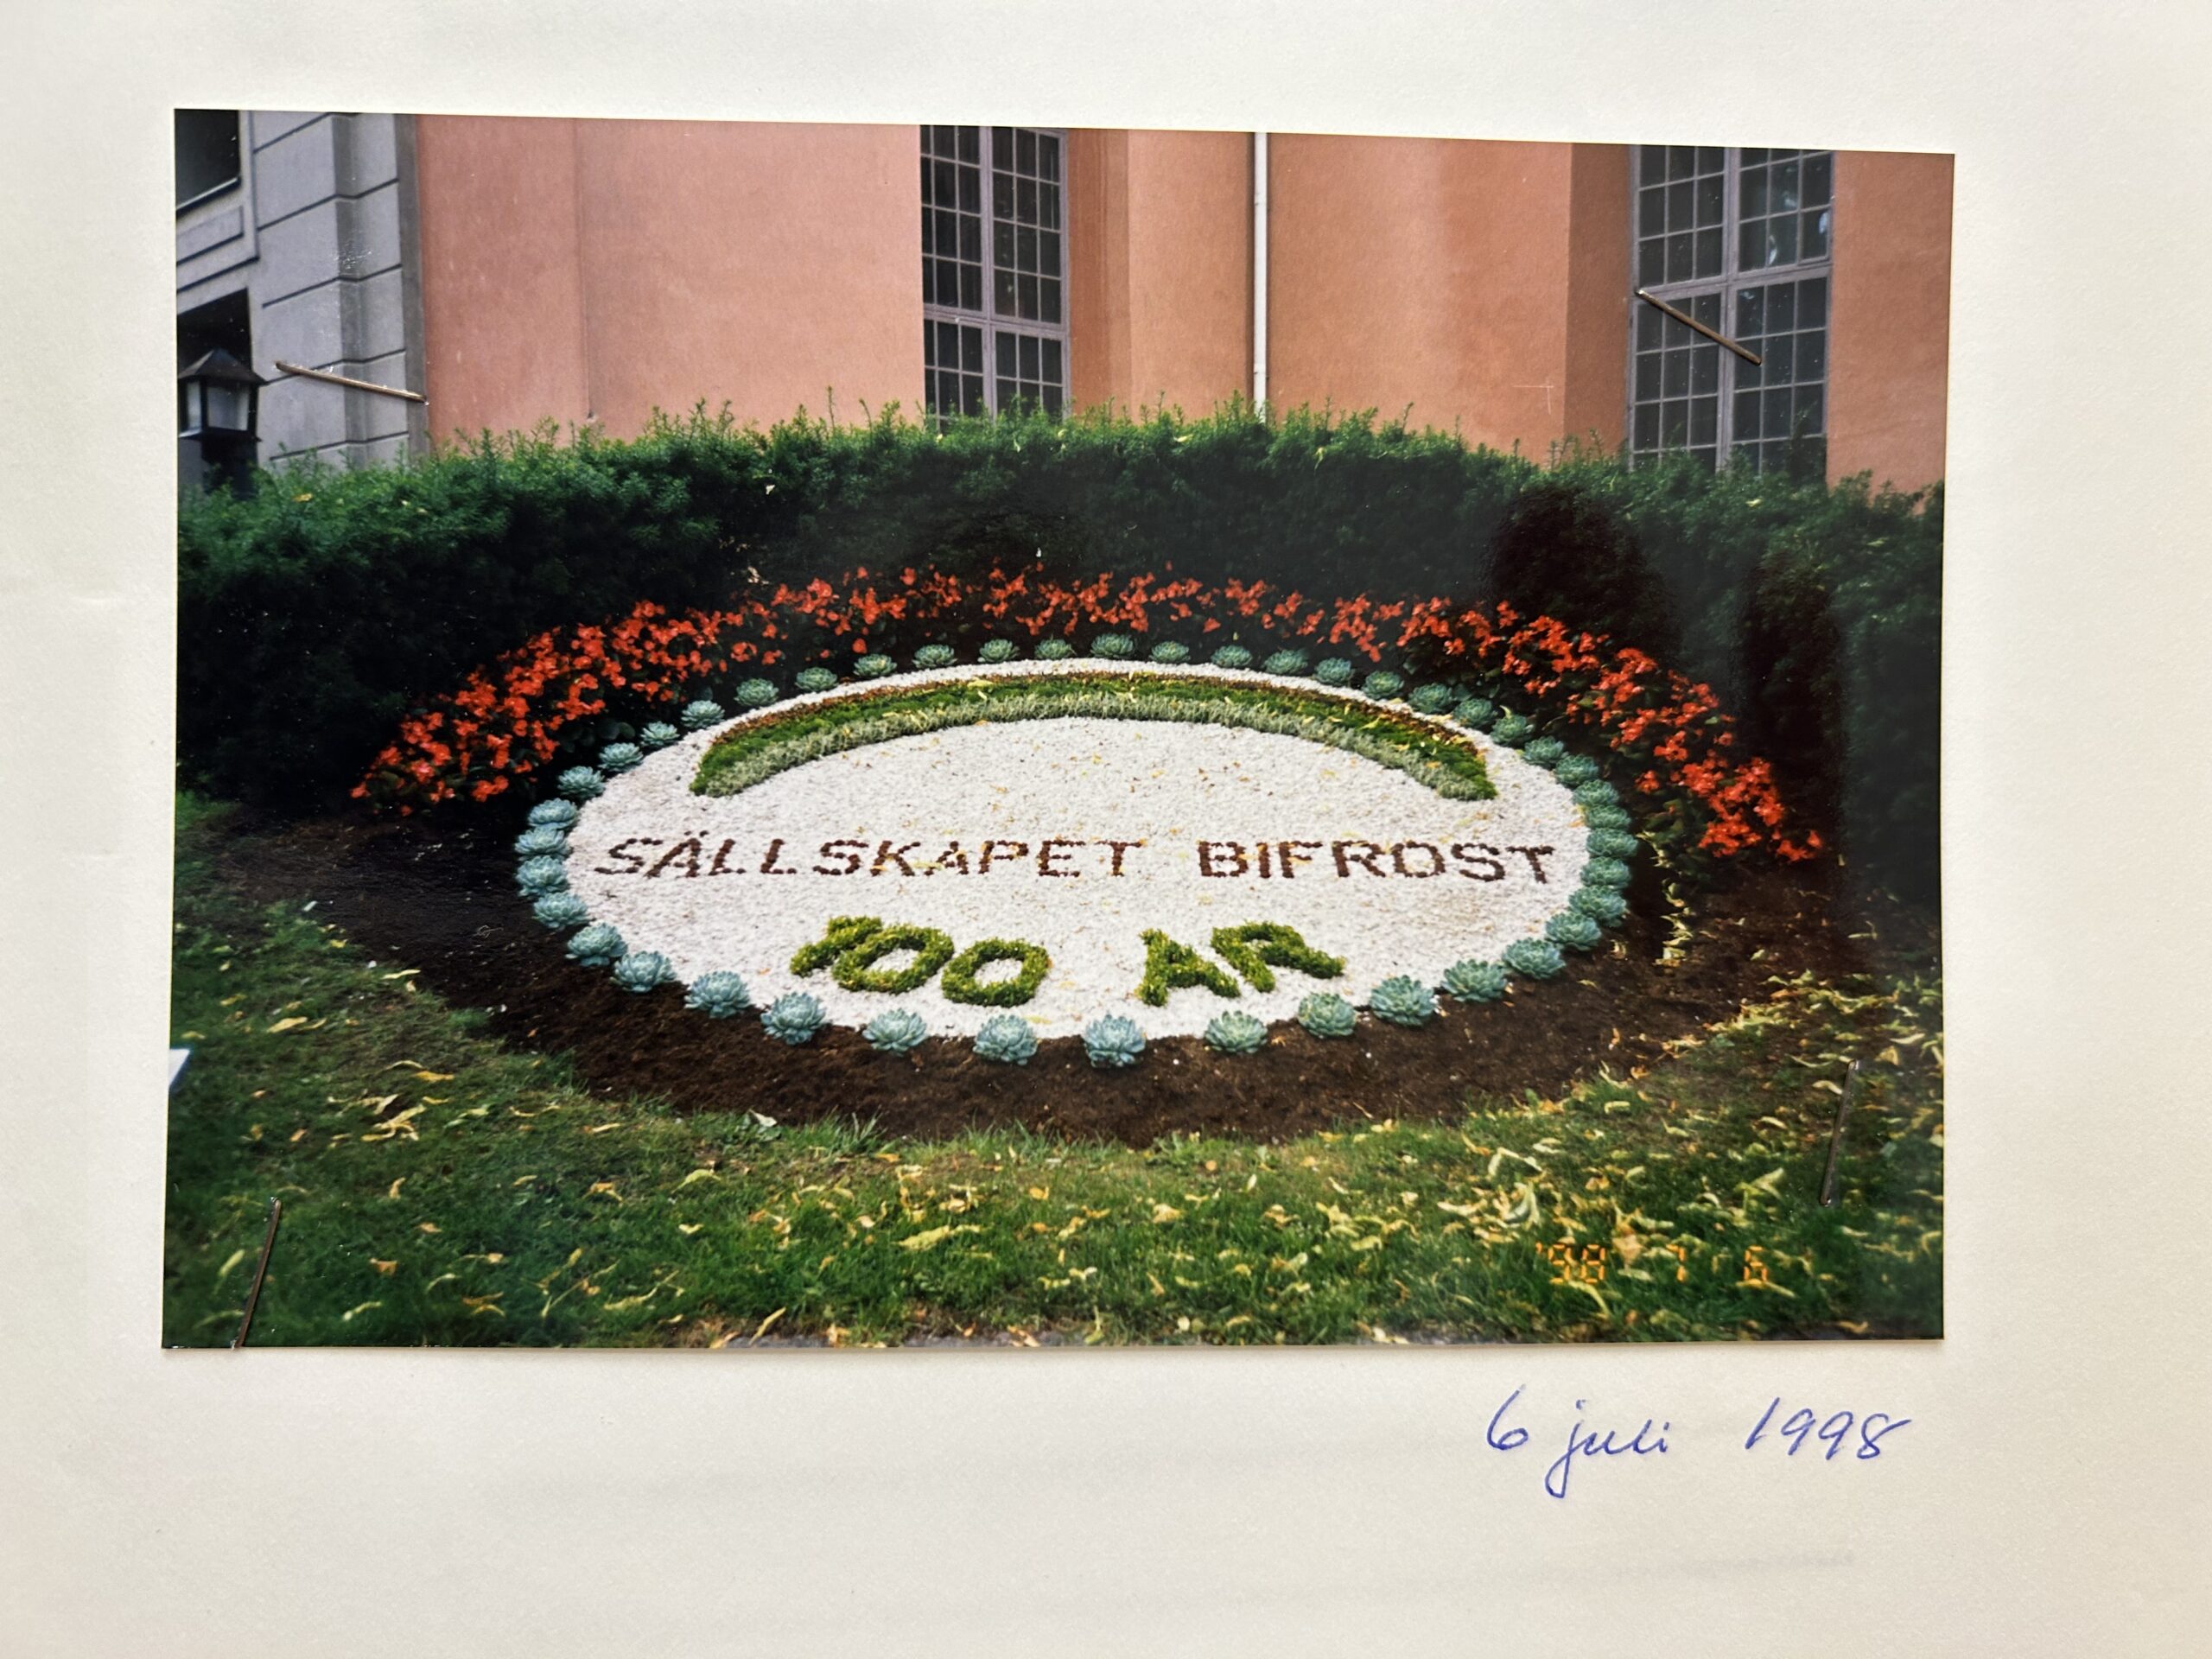 SÄLLSKAPET BIFROST
100 ÅR
'98 7 6
6 juli 1998